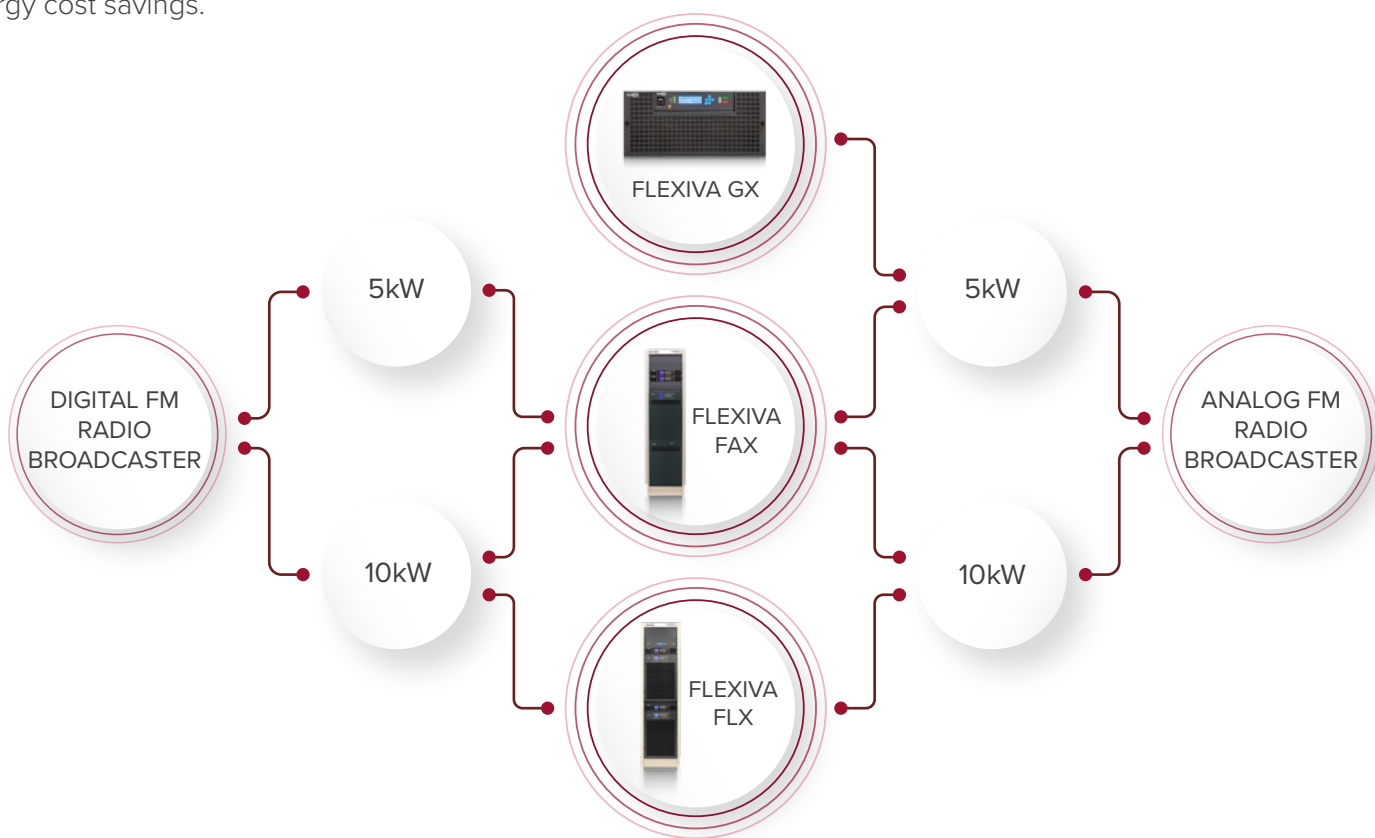 rgy cost savings.
FLEXIVA GX
5kW
5kW
DIGITAL FM
RADIO
BROADCASTER
FLEXIVA
FAX
ANALOG FM
RADIO
BROADCASTER
10kW
10kW
FLEXIVA
FLX